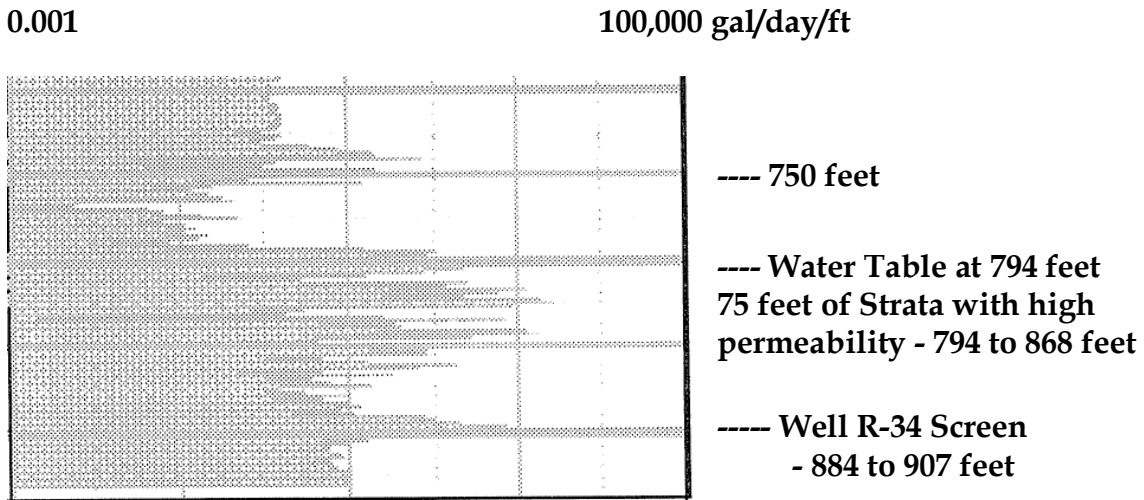 0.001 100,000 gal/day/ft
---- 750 feet
---- Water Table at 794 feet
75 feet of Strata with high
permeability - 794 to 868 feet
----- Well R-34 Screen
- 884 to 907 feet